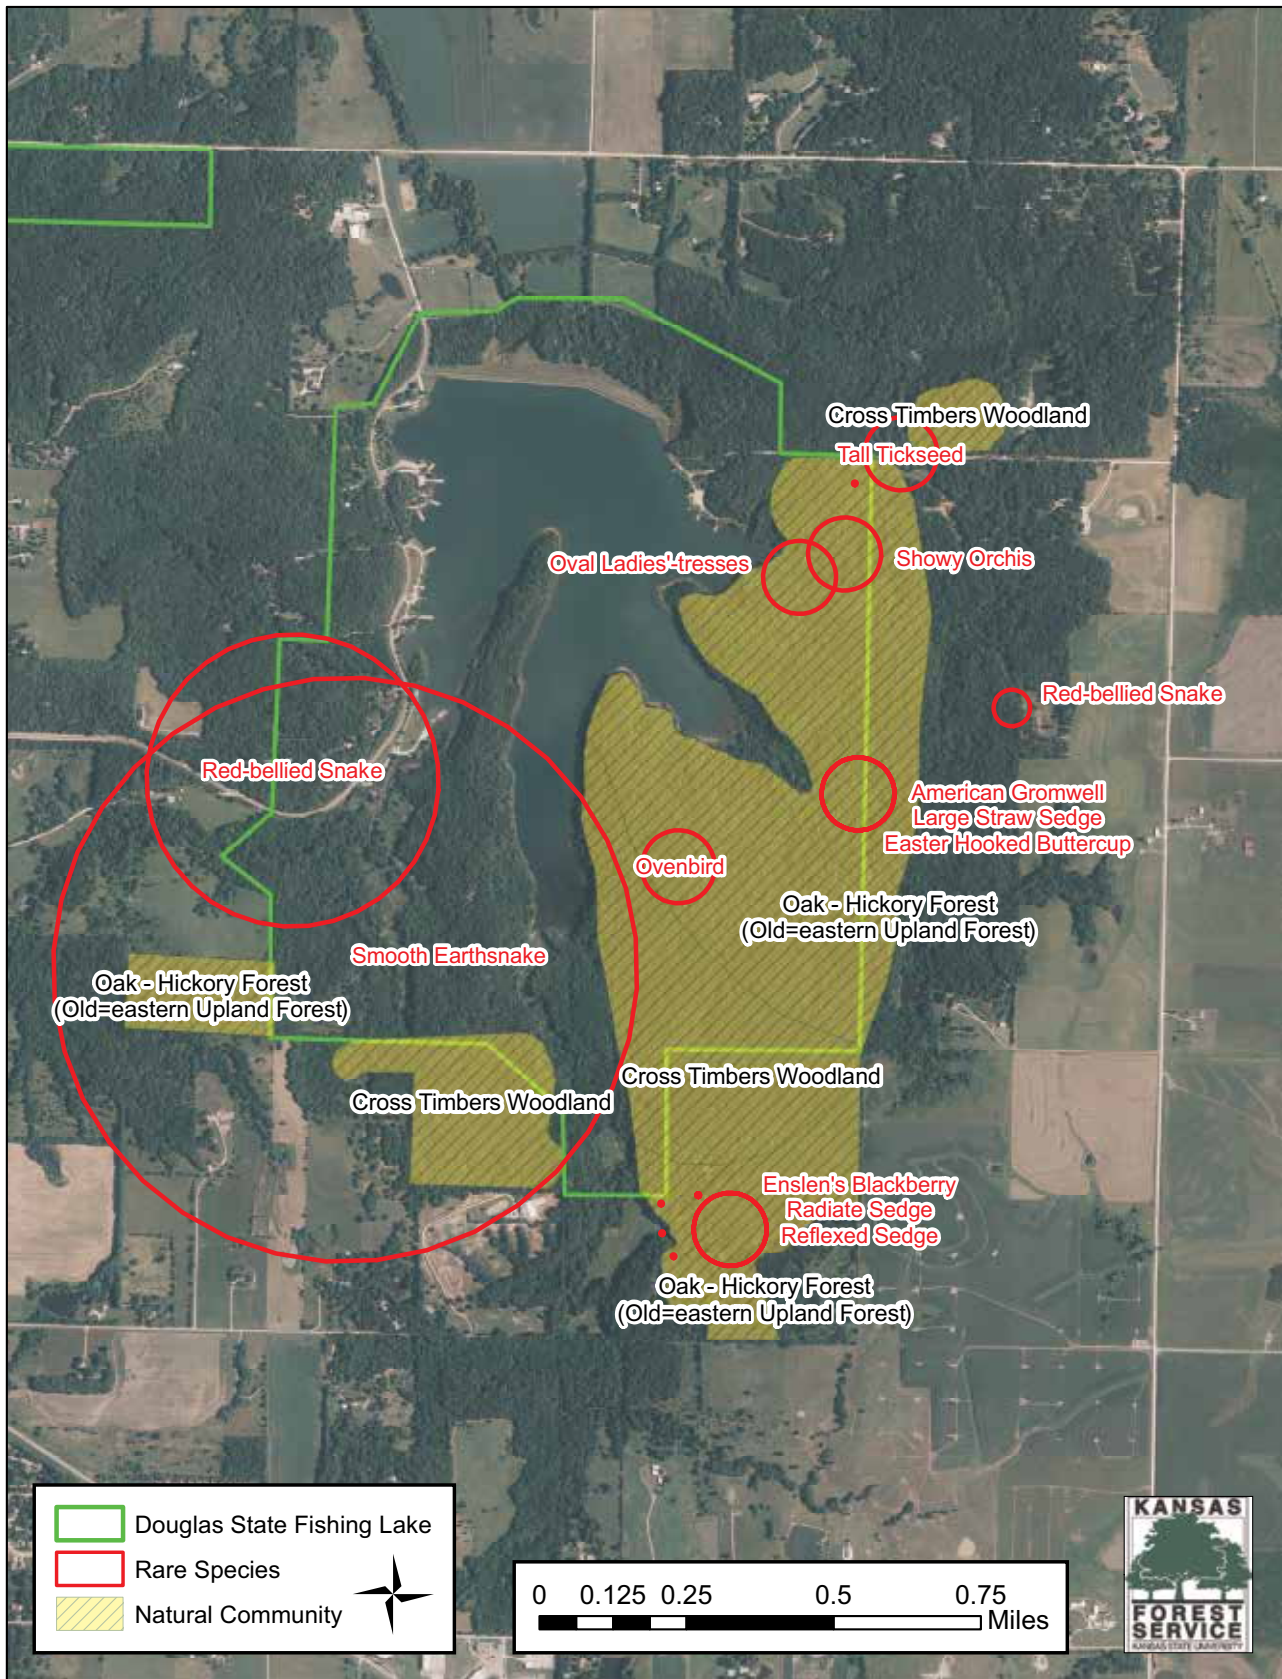 Cross Timbers Woodland
Tall Tickseed
Oval Ladies'-tresses
Showy Orchis
Red-bellied Snake
Red-bellied Snake
American Gromwell
Large Straw Sedge
Easter Hooked Buttercup
Ovenbird
Oak - Hickory Forest
(Old=eastern Upland Forest)
Smooth Earthsnake
Oak - Hickory Forest
(Old=eastern Upland Forest)
Cross Timbers Woodland
Cross Timbers Woodland
Enslen's Blackberry
Radiate Sedge
Reflexed Sedge
Oak - Hickory Forest
(Old=eastern Upland Forest)
Douglas State Fishing Lake
Rare Species
Natural Community
0 0.125 0.25 0.5 0.75
Miles
KANSAS
FOREST
SERVICE
KANSAS STATE UNIVERSITY